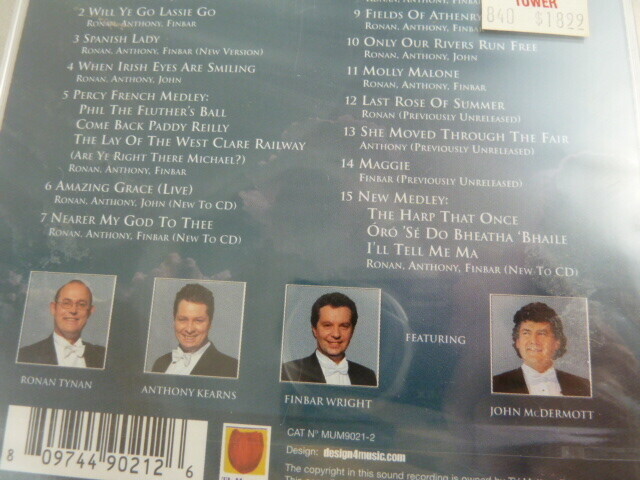 2 Will Ye Go Lassie Go
Ronan, Anthony, Finbar
3 Spanish Lady
Ronan, Anthony, Finbar (New Version)
4 When Irish Eyes Are Smiling
Ronan, Anthony, John
5 Percy French Medley:
Phil The Fluther's Ball
Come Back Paddy Reilly
The Lay Of The West Clare Railway
(Are Ye Right There Michael?)
Ronan, Anthony, Finbar
6 Amazing Grace (Live)
Ronan, Anthony, John (New To CD)
7 Nearer My God To Thee
Ronan, Anthony, Finbar (New To CD)
TOWER
840 $1822
9 Fields Of Athenry
Ronan, Anthony,
10 Only Our Rivers Run Free
Ronan, Anthony, John
11 Molly Malone
Ronan, Anthony, Finbar
12 Last Rose Of Summer
Ronan (Previously Unreleased)
13 She Moved Through The Fair
Anthony (Previously Unreleased)
14 Maggie
Finbar (Previously Unreleased)
15 New Medley:
The Harp That Once
Óró 'Sé Do Bheatha 'Bhaile
I'll Tell Me Ma
Ronan, Anthony, Finbar (New To CD)
RONAN TYNAN
ANTHONY KEARNS
FINBAR WRIGHT
FEATURING
JOHN McDERMOTT
8 09744 90212 6
CAT Nº MUM9021-2
Design: design4music.com
The copyright in this sound recording is owned by